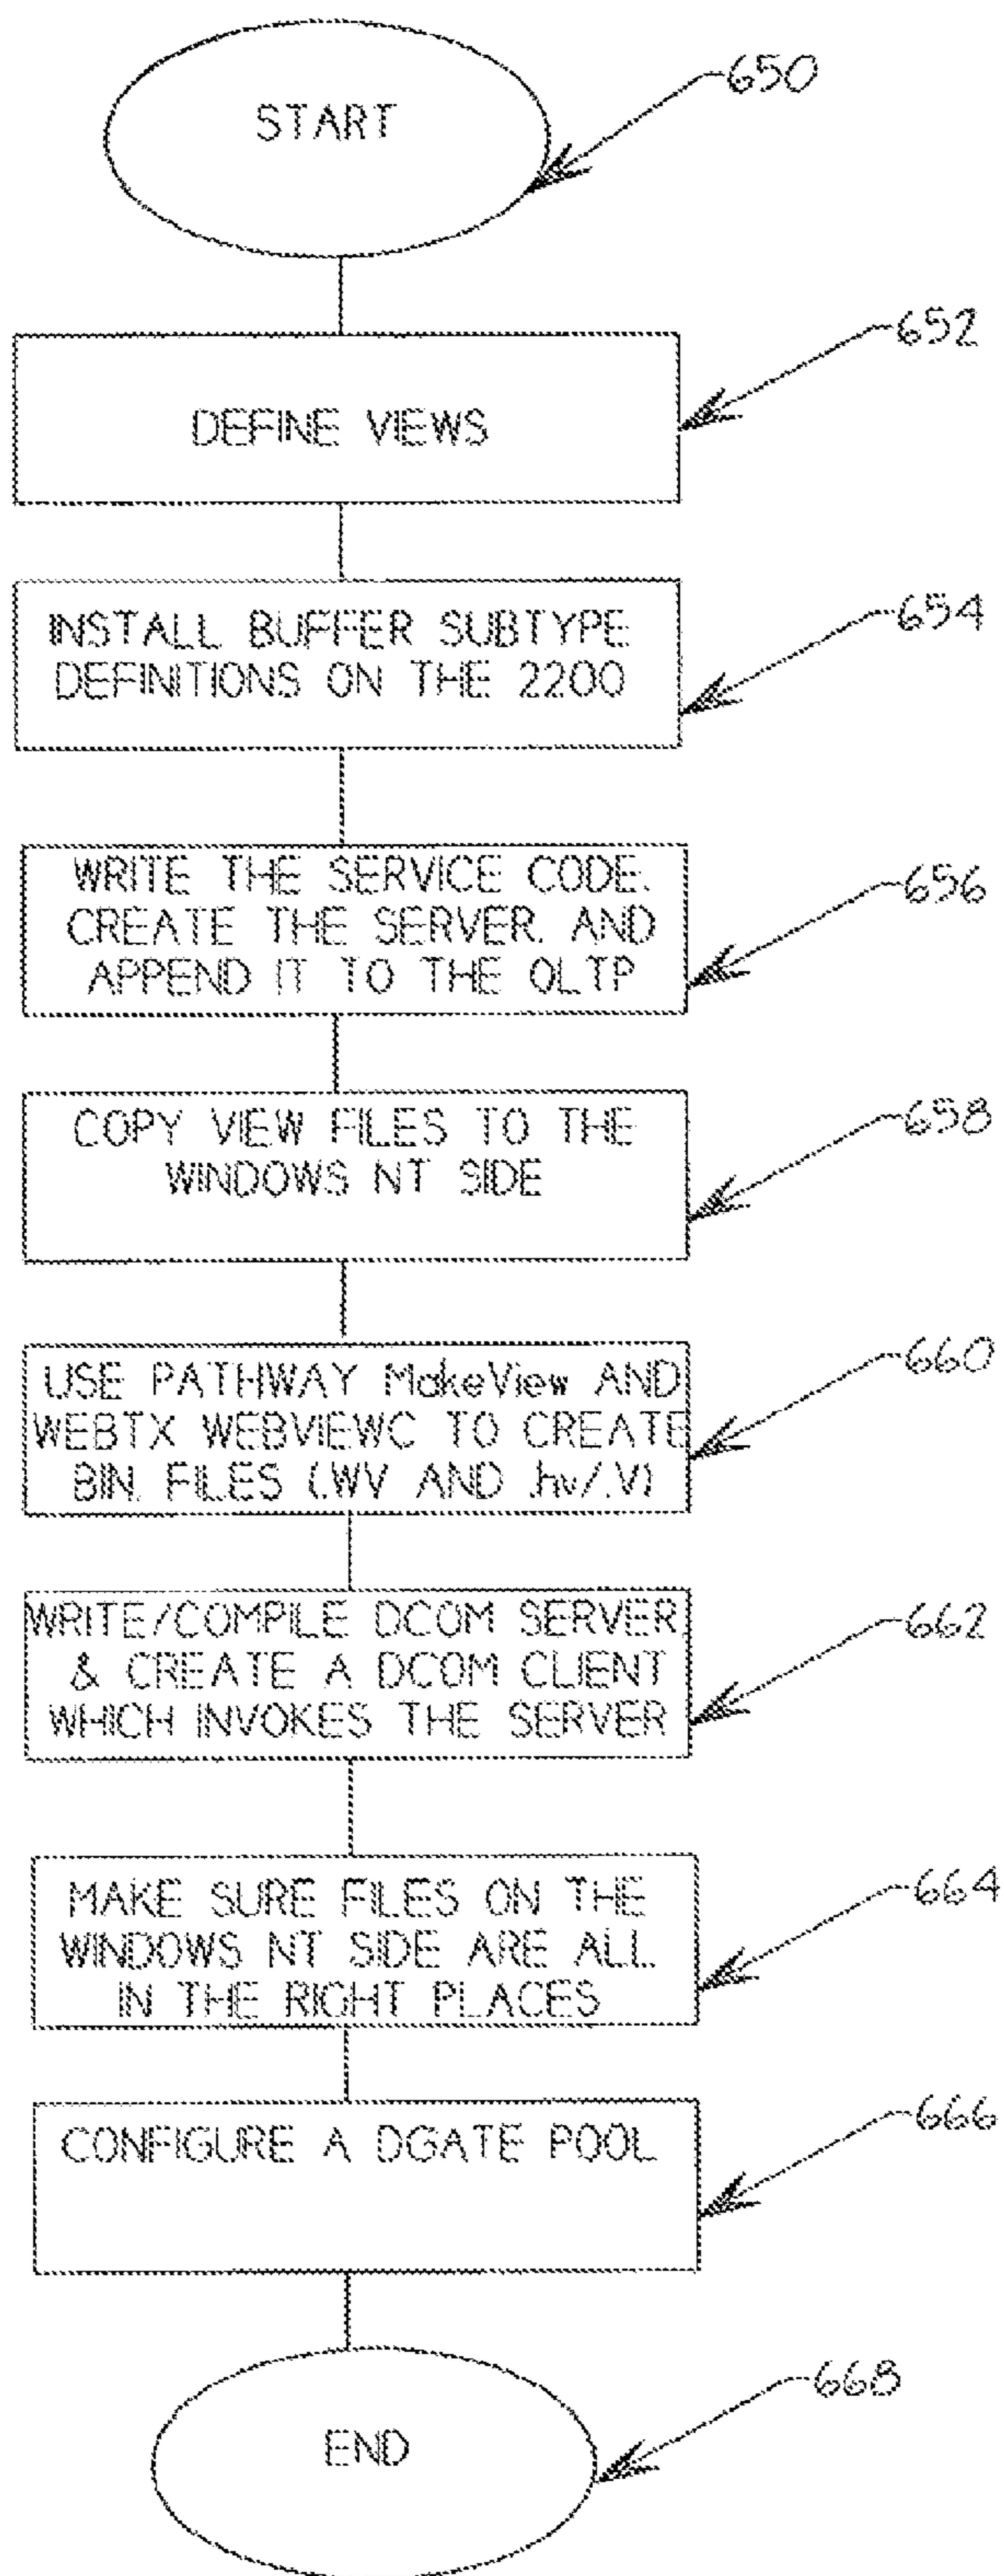 START
650
DEFINE VIEWS
652
INSTALL BUFFER SUBTYPE
DEFINITIONS ON THE 2200
654
WRITE THE SERVICE CODE.
CREATE THE SERVER. AND
APPEND IT TO THE OLTP
656
COPY VIEW FILES TO THE
WINDOWS NT SIDE
658
USE PATHWAY MakeView AND
WEBTX WEBVIEWC TO CREATE
BIN. FILES (.WV AND .hv/.V)
660
WRITE/COMPILE DCOM SERVER,
& CREATE A DCOM CLIENT
WHICH INVOKES THE SERVER
662
MAKE SURE FILES ON THE
WINDOWS NT SIDE ARE ALL
IN THE RIGHT PLACES
664
CONFIGURE A DGATE POOL
666
END
668